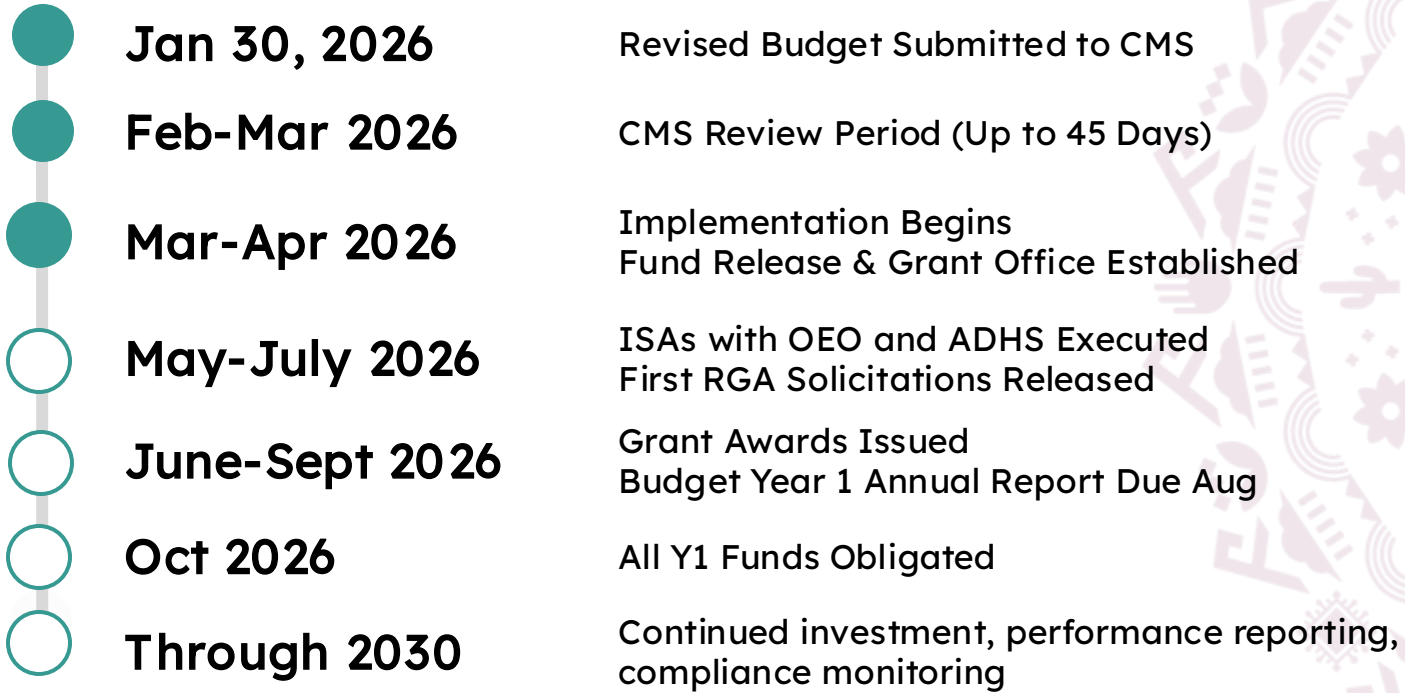 Jan 30, 2026
Revised Budget Submitted to CMS
Feb-Mar 2026
CMS Review Period (Up to 45 Days)
Mar-Apr 2026
Implementation Begins
Fund Release & Grant Office Established
May-July 2026
ISAs with OEO and ADHS Executed
First RGA Solicitations Released
June-Sept 2026
Grant Awards Issued
Budget Year 1 Annual Report Due Aug
Oct 2026
All Y1 Funds Obligated
Through 2030
Continued investment, performance reporting,
compliance monitoring